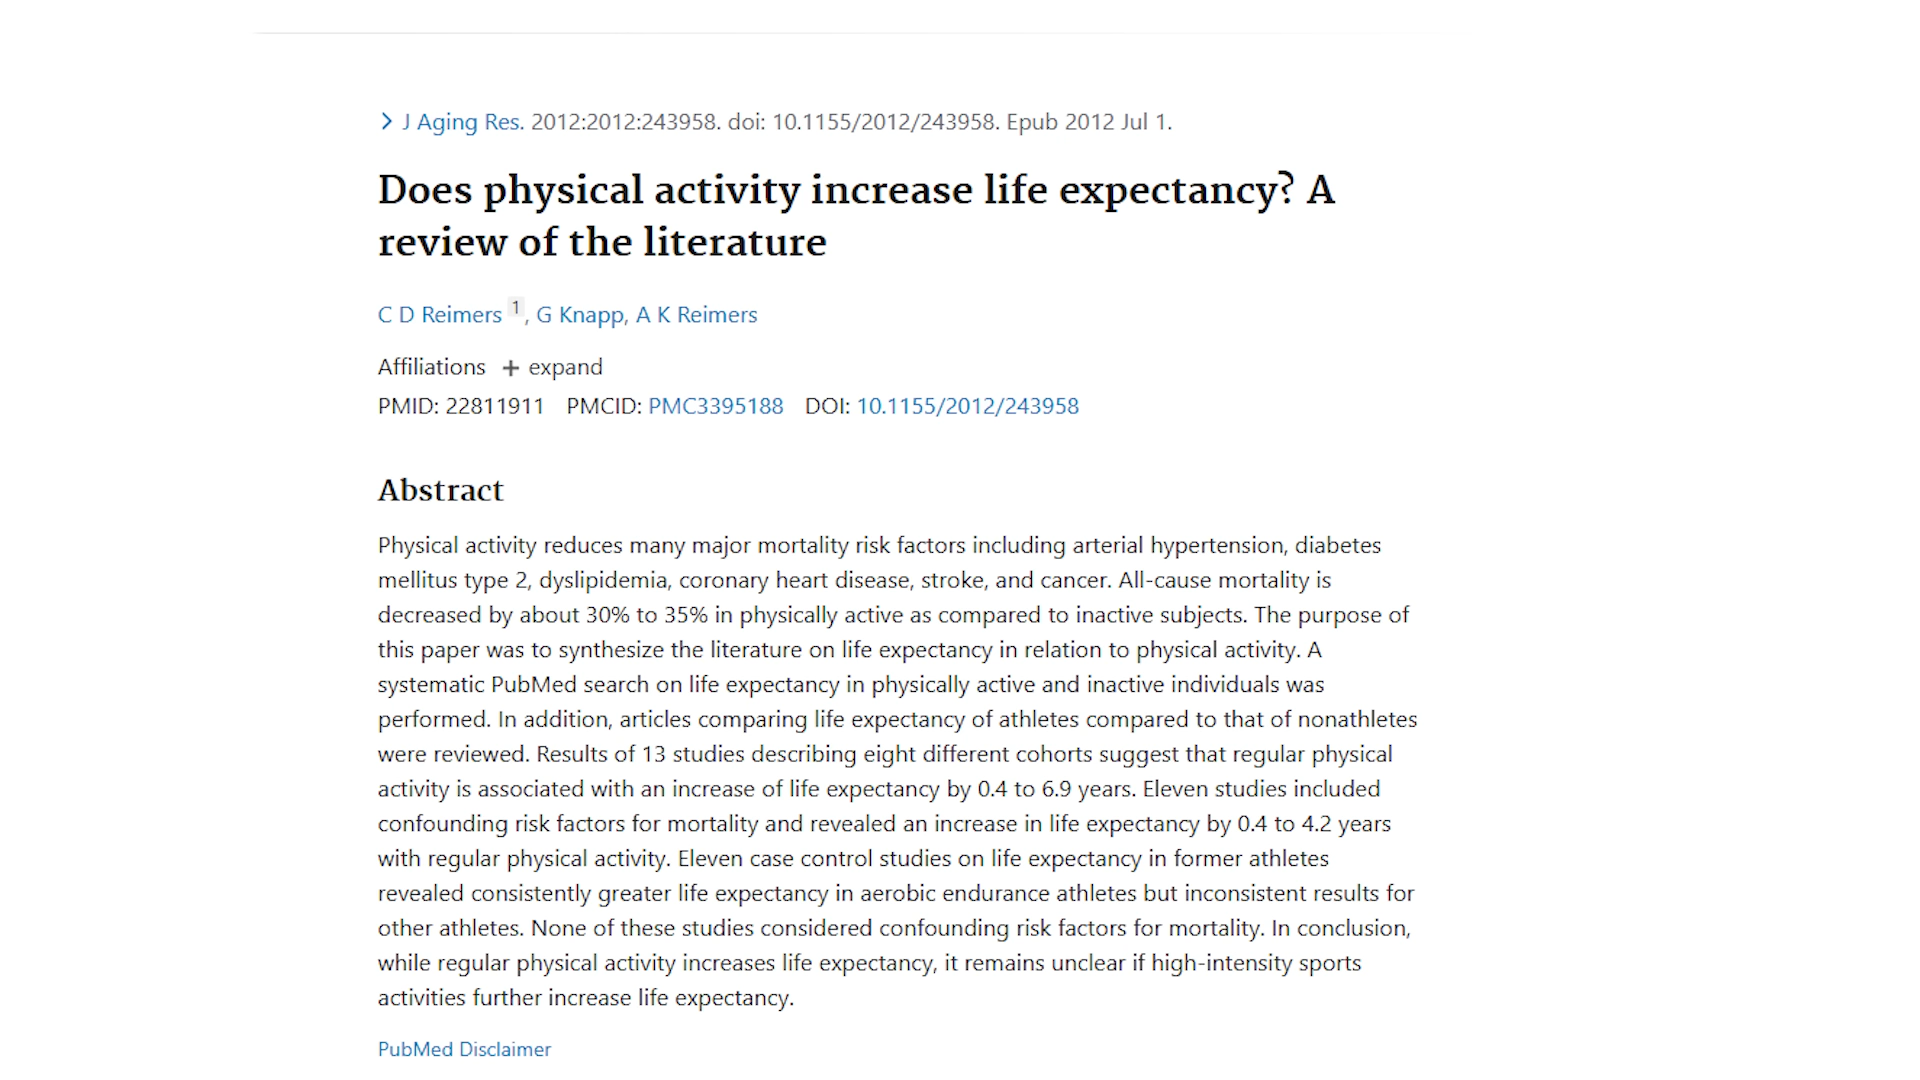 > J Aging Res. 2012:2012:243958. doi: 10.1155/2012/243958. Epub 2012 Jul 1.
Does physical activity increase life expectancy? A
review of the literature
C D Reimers 1, G Knapp, A K Reimers
Affiliations + expand
PMID: 22811911 PMCID: PMC3395188 DOI: 10.1155/2012/243958
Abstract
Physical activity reduces many major mortality risk factors including arterial hypertension, diabetes
mellitus type 2, dyslipidemia, coronary heart disease, stroke, and cancer. All-cause mortality is
decreased by about 30% to 35% in physically active as compared to inactive subjects. The purpose of
this paper was to synthesize the literature on life expectancy in relation to physical activity. A
systematic PubMed search on life expectancy in physically active and inactive individuals was
performed. In addition, articles comparing life expectancy of athletes compared to that of nonathletes
were reviewed. Results of 13 studies describing eight different cohorts suggest that regular physical
activity is associated with an increase of life expectancy by 0.4 to 6.9 years. Eleven studies included
confounding risk factors for mortality and revealed an increase in life expectancy by 0.4 to 4.2 years
with regular physical activity. Eleven case control studies on life expectancy in former athletes
revealed consistently greater life expectancy in aerobic endurance athletes but inconsistent results for
other athletes. None of these studies considered confounding risk factors for mortality. In conclusion,
while regular physical activity increases life expectancy, it remains unclear if high-intensity sports
activities further increase life expectancy.
PubMed Disclaimer